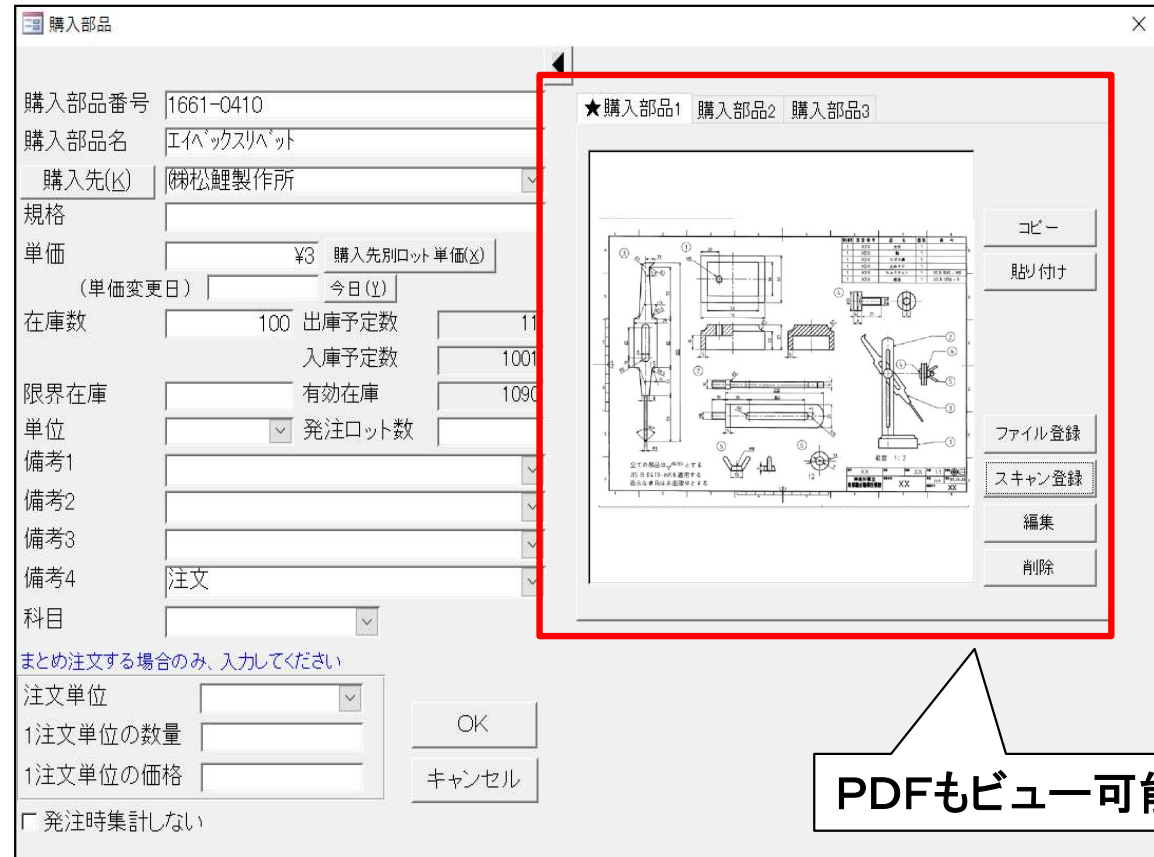 購入部品
購入部品番号 1661-0410
購入部品名 エイベックスリベット
購入先(K) ㈱松鯉製作所
規格
単価 ¥3 購入先別ロット単価(X)
(単価変更日) 今日(Y)
在庫数 100 出庫予定数 11
入庫予定数 1001
限界在庫 有効在庫 1090
単位 発注ロット数
備考1
備考2
備考3
備考4 注文
科目
まとめ注文する場合のみ、入力してください
注文単位
1注文単位の数量
1注文単位の価格
OK
キャンセル
発注時集計しない
★購入部品1 購入部品2 購入部品3
コピー
貼り付け
ファイル登録
スキャン登録
編集
削除
PDFもビュー可